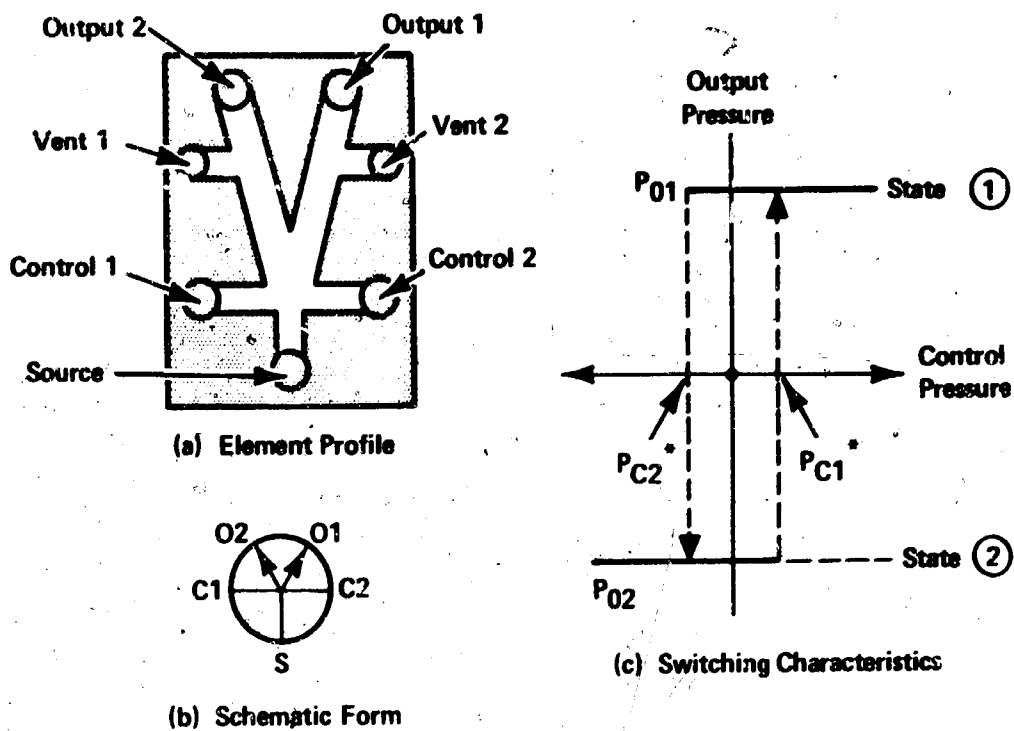 Output 2
Output 1
Vent 1
Vent 2
Control 1
Control 2
Source
(a) Element Profile
O2 O1
C1 C2
S
(b) Schematic Form
Output
Pressure
P01 State 1
Control
Pressure
PC2* PC1*
State 2
P02
(c) Switching Characteristics